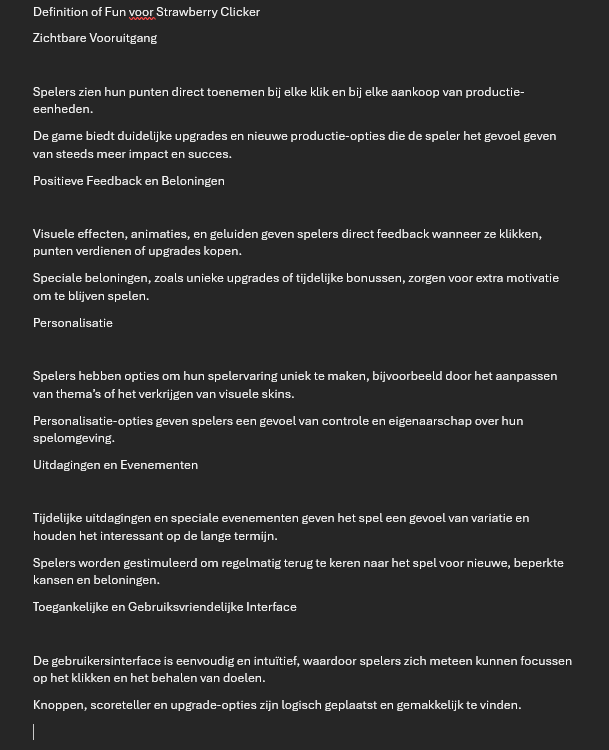 Definition of Fun voor Strawberry Clicker
Zichtbare Vooruitgang
Spelers zien hun punten direct toenemen bij elke klik en bij elke aankoop van productie-
eenheden.
De game biedt duidelijke upgrades en nieuwe productie-opties die de speler het gevoel geven
van steeds meer impact en succes.
Positieve Feedback en Beloningen
Visuele effecten, animaties, en geluiden geven spelers direct feedback wanneer ze klikken,
punten verdienen of upgrades kopen.
Speciale beloningen, zoals unieke upgrades of tijdelijke bonussen, zorgen voor extra motivatie
om te blijven spelen.
Personalisatie
Spelers hebben opties om hun spelervaring uniek te maken, bijvoorbeeld door het aanpassen
van thema’s of het verkrijgen van visuele skins.
Personalisatie-opties geven spelers een gevoel van controle en eigenaarschap over hun
spelomgeving.
Uitdagingen en Evenementen
Tijdelijke uitdagingen en speciale evenementen geven het spel een gevoel van variatie en
houden het interessant op de lange termijn.
Spelers worden gestimuleerd om regelmatig terug te keren naar het spel voor nieuwe, beperkte
kansen en beloningen.
Toegankelijke en Gebruiksvriendelijke Interface
De gebruikersinterface is eenvoudig en intuïtief, waardoor spelers zich meteen kunnen focussen
op het klikken en het behalen van doelen.
Knoppen, scoreteller en upgrade-opties zijn logisch geplaatst en gemakkelijk te vinden.